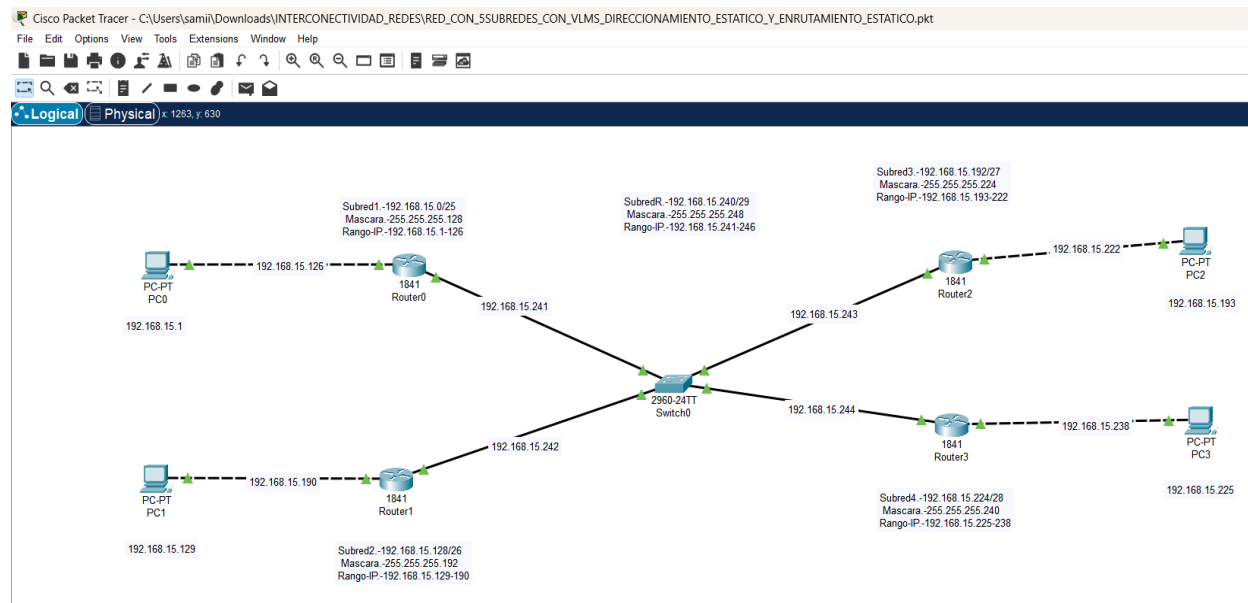 Cisco Packet Tracer - C:\Users\samii\Downloads\INTERCONECTIVIDAD_REDES\RED_CON_5SUBREDES_CON_VLMS_DIRECCIONAMIENTO_ESTATICO_Y_ENRUTAMIENTO_ESTATICO.pkt
File Edit Options View Tools Extensions Window Help
Logical Physical x: 1263, y: 630
Subred1.-192.168.15.0/25
Mascara.-255.255.255.128
Rango-IP.-192.168.15.1-126
SubredR.-192.168.15.240/29
Mascara.-255.255.255.248
Rango-IP.-192.168.15.241-246
Subred3.-192.168.15.192/27
Mascara.-255.255.255.224
Rango-IP.-192.168.15.193-222
PC-PT
PC0
192.168.15.1
192.168.15.126
1841
Router0
192.168.15.241
192.168.15.243
1841
Router2
192.168.15.222
PC-PT
PC2
192.168.15.193
2960-24TT
Switch0
192.168.15.242
192.168.15.244
PC-PT
PC1
192.168.15.129
192.168.15.190
1841
Router1
1841
Router3
192.168.15.238
PC-PT
PC3
192.168.15.225
Subred2.-192.168.15.128/26
Mascara.-255.255.255.192
Rango-IP.-192.168.15.129-190
Subred4.-192.168.15.224/28
Mascara.-255.255.255.240
Rango-IP.-192.168.15.225-238